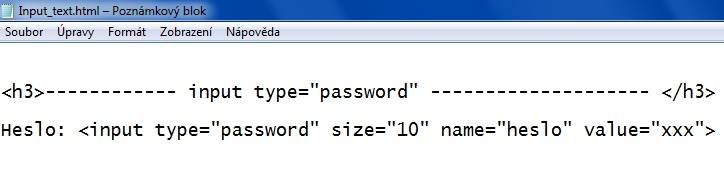 Input_text.html – Poznámkový blok
Soubor Úpravy Formát Zobrazení Nápověda
<h3>------------ input type="password" -------------------- </h3>
Heslo: <input type="password" size="10" name="heslo" value="xxx">